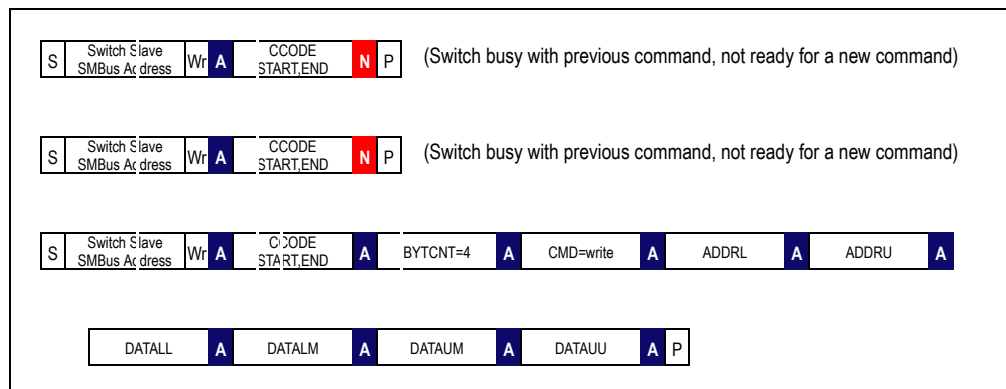 S Switch Slave SMBus Address Wr A CCODE START,END N P (Switch busy with previous command, not ready for a new command)
S Switch Slave SMBus Address Wr A CCODE START,END N P (Switch busy with previous command, not ready for a new command)
S Switch Slave SMBus Address Wr A CCODE START,END A BYTCNT=4 A CMD=write A ADDRL A ADDRU A
DATALL A DATALM A DATAUM A DATAUU A P